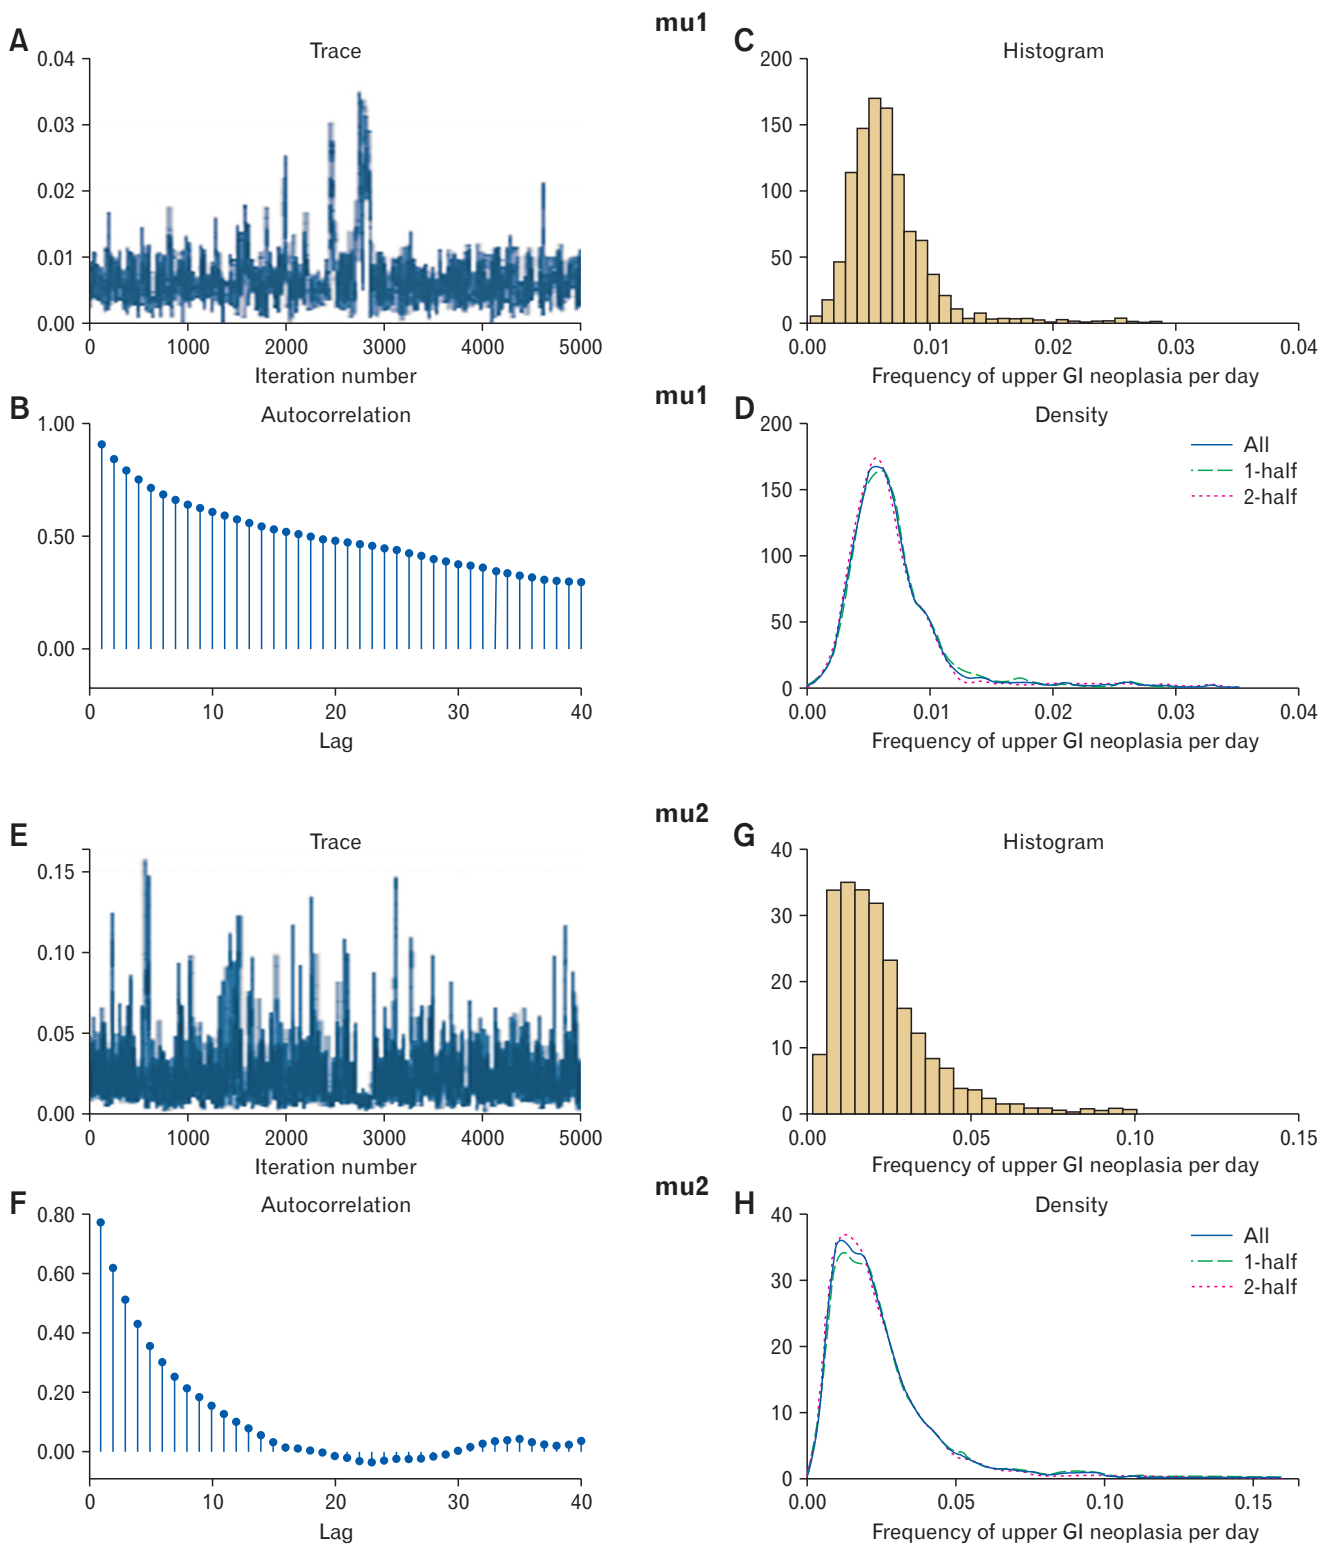 mu1
A
Trace
0.04
0.03
0.02
0.01
0.00
0 1000 2000 3000 4000 5000
Iteration number
C
Histogram
200
150
100
50
0
0.00 0.01 0.02 0.03 0.04
Frequency of upper GI neoplasia per day
mu1
B
Autocorrelation
1.00
0.50
0.00
0 10 20 30 40
Lag
D
Density
200
150
100
50
0
All
1-half
2-half
0.00 0.01 0.02 0.03 0.04
Frequency of upper GI neoplasia per day
mu2
E
Trace
0.15
0.10
0.05
0.00
0 1000 2000 3000 4000 5000
Iteration number
G
Histogram
40
30
20
10
0
0.00 0.05 0.10 0.15
Frequency of upper GI neoplasia per day
mu2
F
Autocorrelation
0.80
0.60
0.40
0.20
0.00
0 10 20 30 40
Lag
H
Density
40
30
20
10
0
All
1-half
2-half
0.00 0.05 0.10 0.15
Frequency of upper GI neoplasia per day